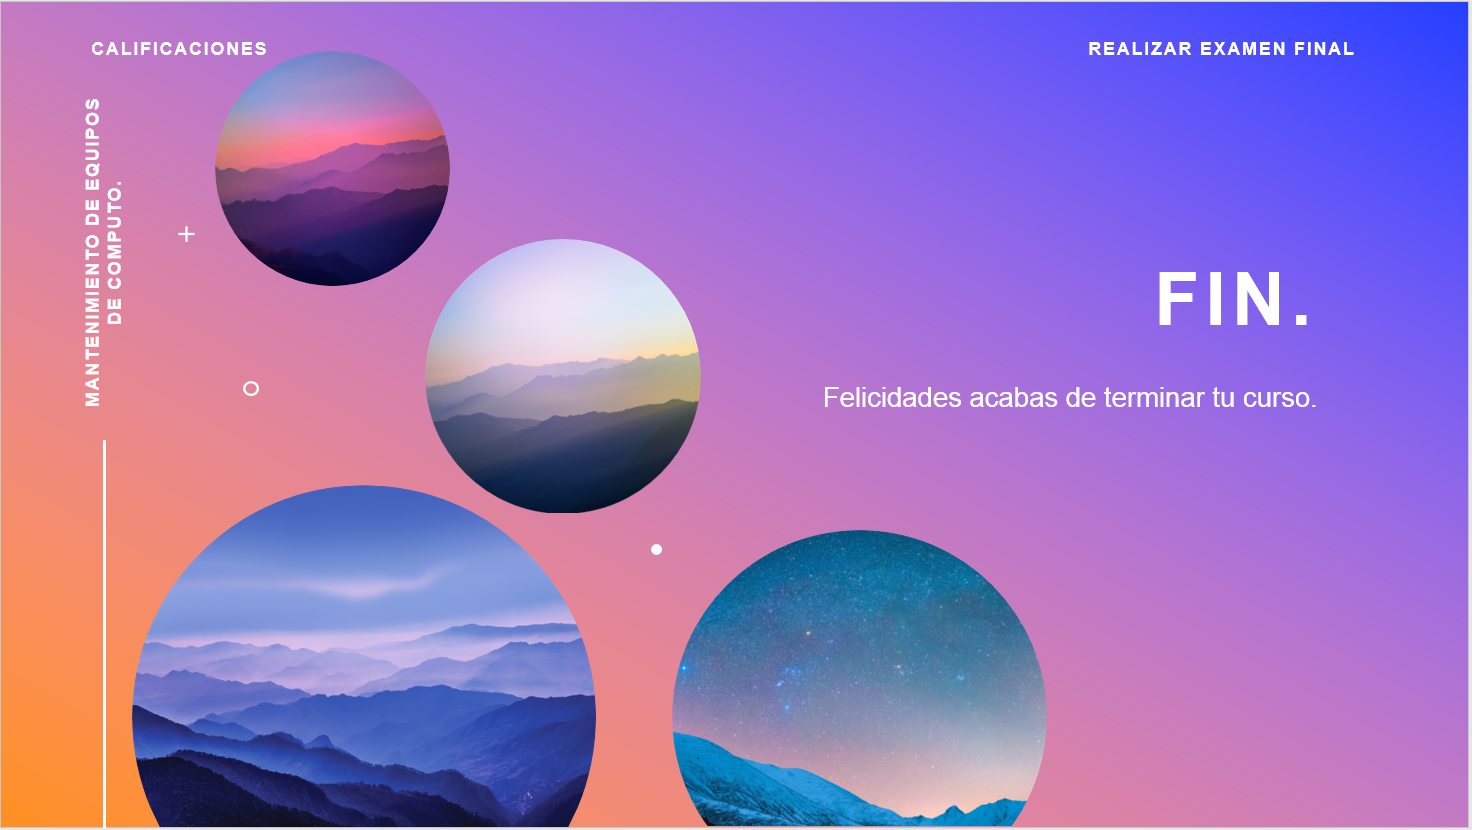 CALIFICACIONES
REALIZAR EXAMEN FINAL
MANTENIMIENTO DE EQUIPOS
DE COMPUTO.
FIN.
Felicidades acabas de terminar tu curso.